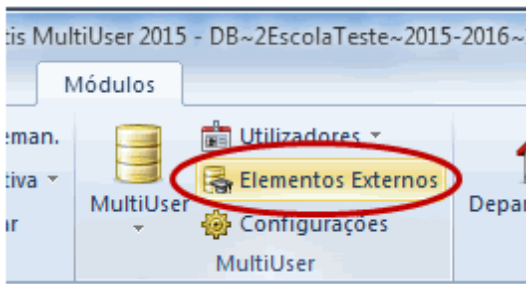 tis MultiUser 2015 - DB~2EscolaTeste~2015-2016~
Módulos
eman.
Utilizadores
tiva
Elementos Externos
MultiUser
Depar
ar
Configurações
MultiUser